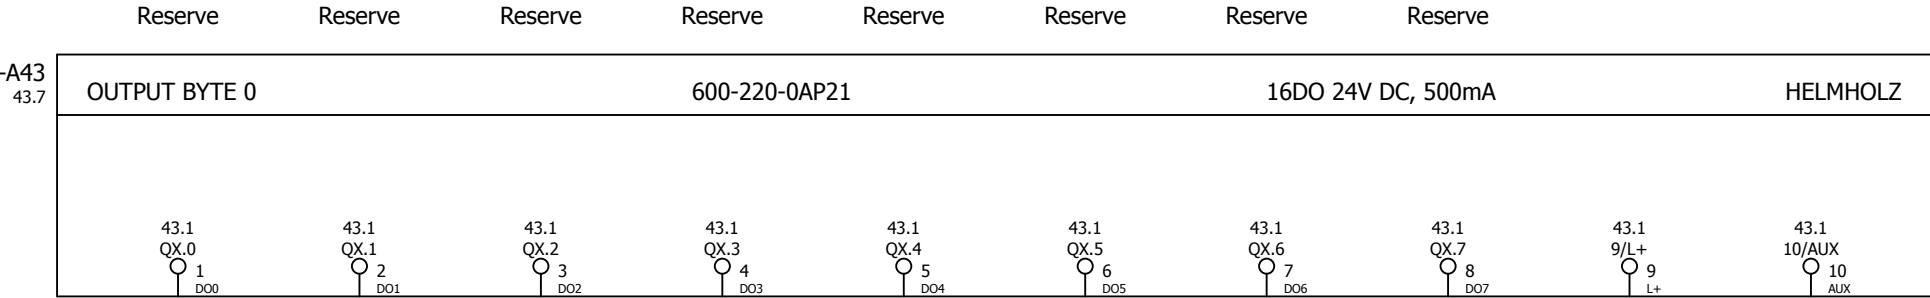 Reserve Reserve Reserve Reserve Reserve Reserve Reserve Reserve
-A43
43.7
OUTPUT BYTE 0 600-220-0AP21 16DO 24V DC, 500mA HELMHOLZ
43.1 43.1 43.1 43.1 43.1 43.1 43.1 43.1 43.1 43.1
QX.0 QX.1 QX.2 QX.3 QX.4 QX.5 QX.6 QX.7 9/L+ 10/AUX
1 2 3 4 5 6 7 8 9 10
DO0 DO1 DO2 DO3 DO4 DO5 DO6 DO7 L+ AUX